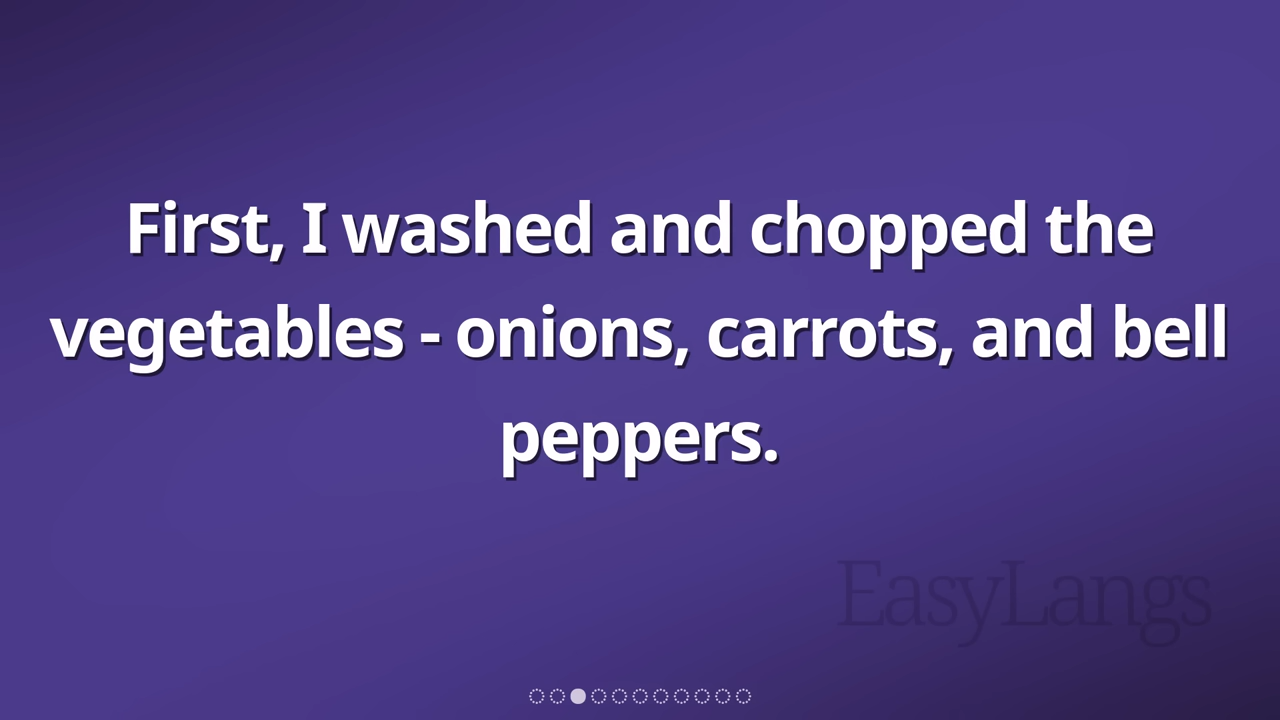 First, I washed and chopped the
vegetables - onions, carrots, and bell
peppers.
EasyLangs